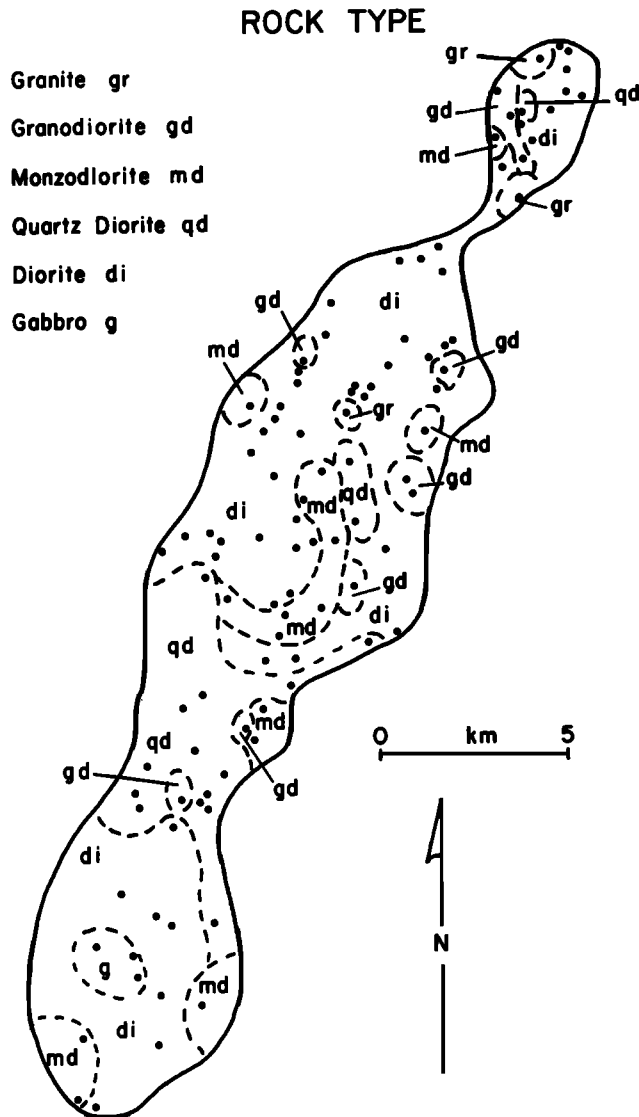 ROCK TYPE
Granite gr
Granodiorite gd
Monzodlorite md
Quartz Diorite qd
Diorite di
Gabbro g
gr
qd
gd
di
md
gr
di
gd
md
gd
gr
md
gd
md
qd
di
gd
di
md
qd
md
qd
gd
gd
0 km 5
di
N
g
md
di
md